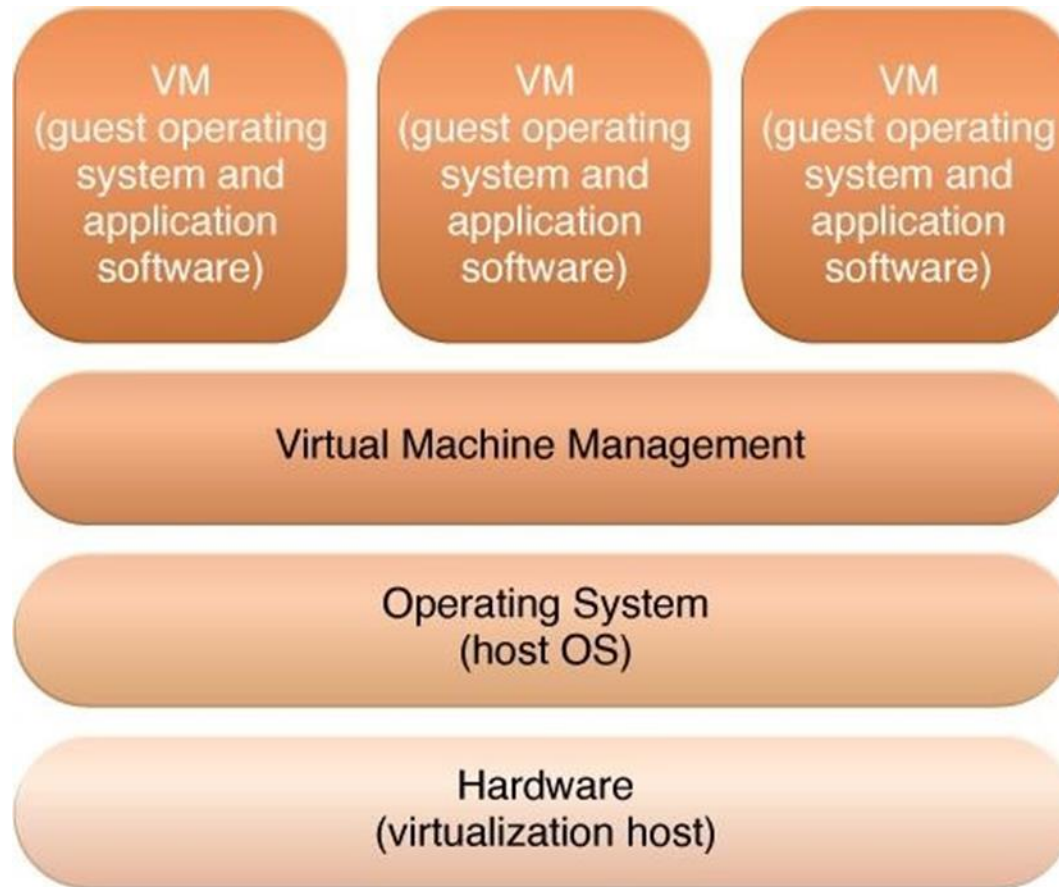 VM
(guest operating
system and
application
software)
VM
(guest operating
system and
application
software)
VM
(guest operating
system and
application
software)
Virtual Machine Management
Operating System
(host OS)
Hardware
(virtualization host)